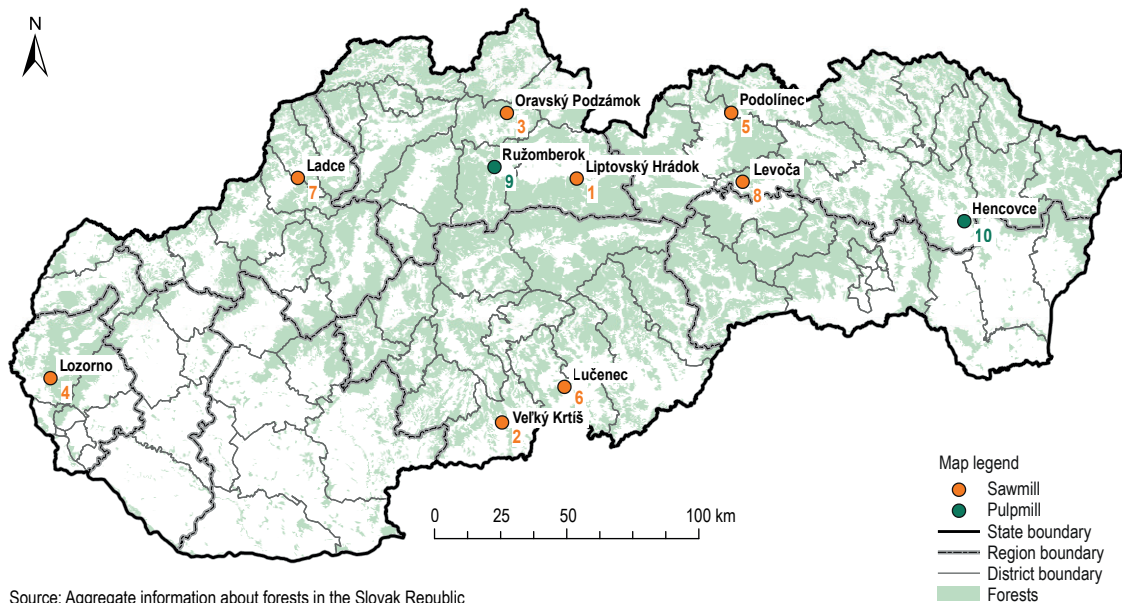 N
Oravský Podzámok
3
Podolínec
5
Ružomberok
9
Liptovský Hrádok
1
Ladce
7
Levoča
8
Hencovce
10
Lozorno
4
Lučenec
6
Veľký Krtíš
2
0 25 50 100 km
Map legend
Sawmill
Pulpmill
State boundary
Region boundary
District boundary
Forests
Source: Aggregate information about forests in the Slovak Republic